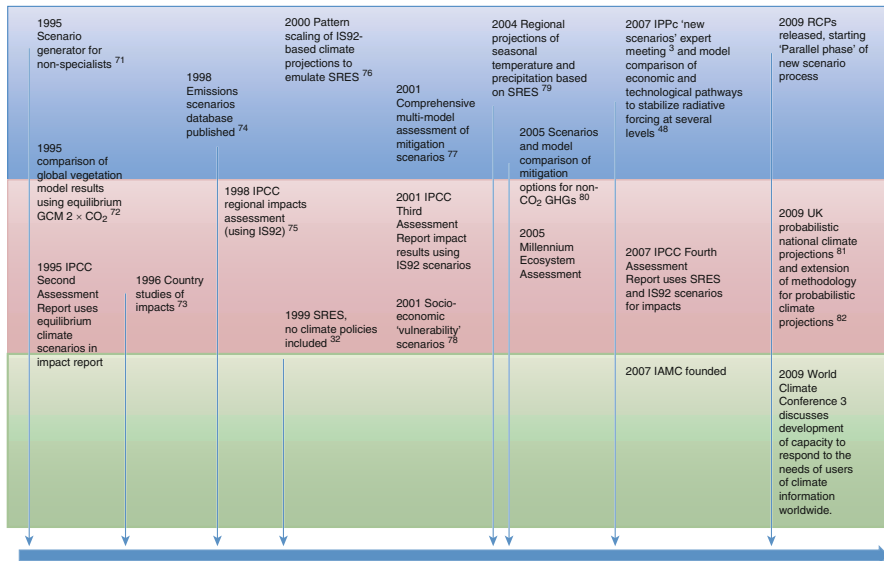 1995
Scenario
generator for
non-specialists 71
1995
comparison of
global vegetation
model results
using equilibrium
GCM 2 × CO2 72
1995 IPCC
Second
Assessment
Report uses
equilibrium
climate
scenarios in
impact report
1996 Country
studies of
impacts 73
1998
Emissions
scenarios
database
published 74
1998 IPCC
regional impacts
assessment
(using IS92) 75
2000 Pattern
scaling of IS92-
based climate
projections to
emulate SRES 76
1999 SRES,
no climate policies
included 32
2001
Comprehensive
multi-model
assessment of
mitigation
scenarios 77
2001 IPCC
Third
Assessment
Report impact
results using
IS92 scenarios
2001 Socio-
economic
'vulnerability'
scenarios 78
2004 Regional
projections of
seasonal
temperature and
precipitation based
on SRES 79
2005 Scenarios
and model
comparison of
mitigation
options for non-
CO2 GHGs 80
2005
Millennium
Ecosystem
Assessment
2007 IPPc 'new
scenarios' expert
meeting 3 and model
comparison of
economic and
technological pathways
to stabilize radiative
forcing at several
levels 48
2007 IPCC Fourth
Assessment
Report uses SRES
and IS92 scenarios
for impacts
2007 IAMC founded
2009 RCPs
released, starting
'Parallel phase' of
new scenario
process
2009 UK
probabilistic
national climate
projections 81
and extension
of methodology
for probabilistic
climate
projections 82
2009 World
Climate
Conference 3
discusses
development
of capacity to
respond to the
needs of users
of climate
information
worldwide.